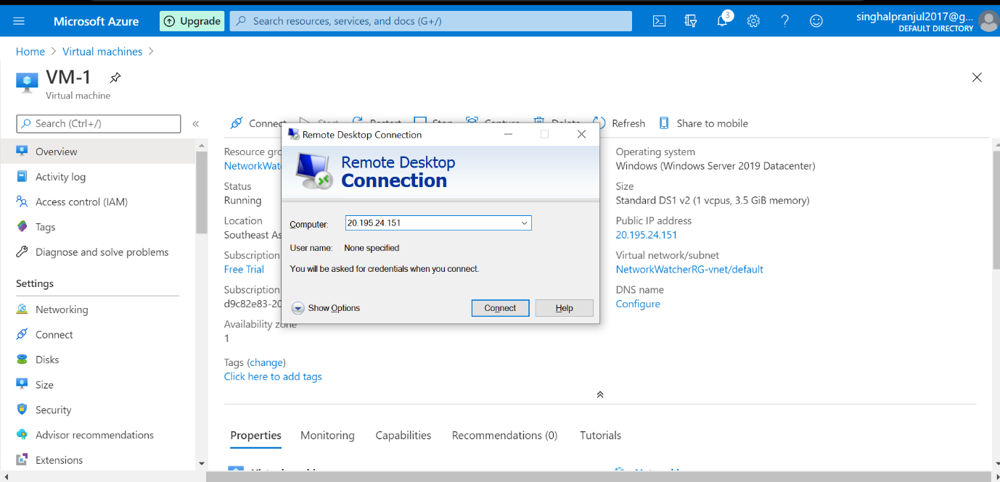 Microsoft Azure
Upgrade
Search resources, services, and docs (G+/)
3
singhalpranjul2017@g...
DEFAULT DIRECTORY
Home > Virtual machines >
VM-1
Virtual machine
Search (Ctrl+/)
«
Connect
Start
Restart
Stop
Capture
Delete
Refresh
Share to mobile
Overview
Activity log
Access control (IAM)
Tags
Diagnose and solve problems
Settings
Networking
Connect
Disks
Size
Security
Advisor recommendations
Extensions
Resource gro
NetworkWat
Status
Running
Location
Southeast As
Subscription
Free Trial
Subscription
d9c82e83-20
Availability zone
1
Tags (change)
Click here to add tags
Remote Desktop Connection
Remote Desktop
Connection
Computer: 20.195.24.151
User name: None specified
You will be asked for credentials when you connect.
Show Options
Connect
Help
Operating system
Windows (Windows Server 2019 Datacenter)
Size
Standard DS1 v2 (1 vcpus, 3.5 GiB memory)
Public IP address
20.195.24.151
Virtual network/subnet
NetworkWatcherRG-vnet/default
DNS name
Configure
Properties
Monitoring
Capabilities
Recommendations (0)
Tutorials